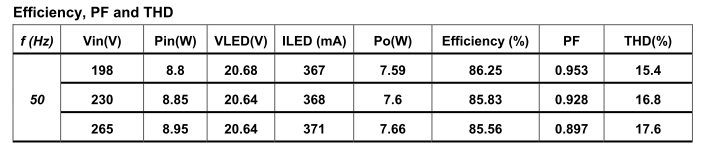 Efficiency, PF and THD
f (Hz) Vin(V) Pin(W) VLED(V) ILED (mA) Po(W) Efficiency (%) PF THD(%)
198 8.8 20.68 367 7.59 86.25 0.953 15.4
50 230 8.85 20.64 368 7.6 85.83 0.928 16.8
265 8.95 20.64 371 7.66 85.56 0.897 17.6